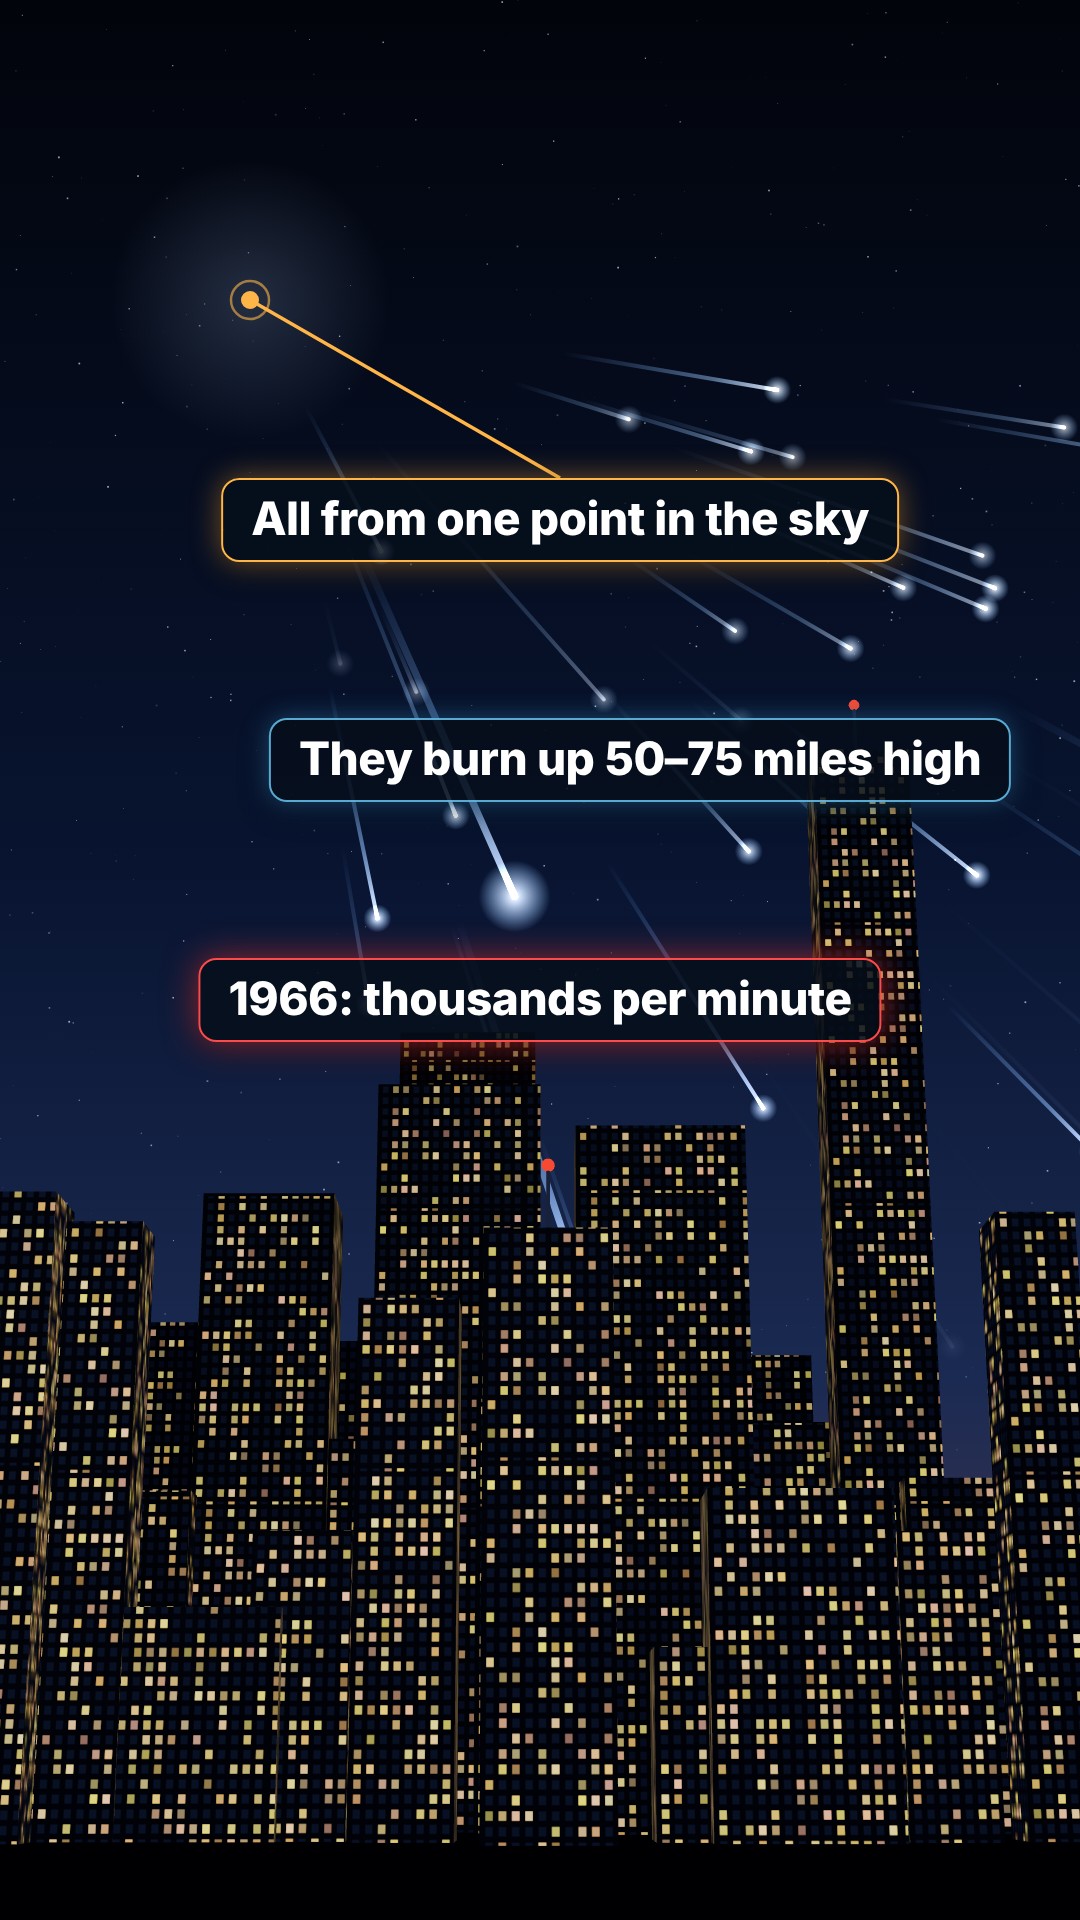 All from one point in the sky
They burn up 50–75 miles high
1966: thousands per minute